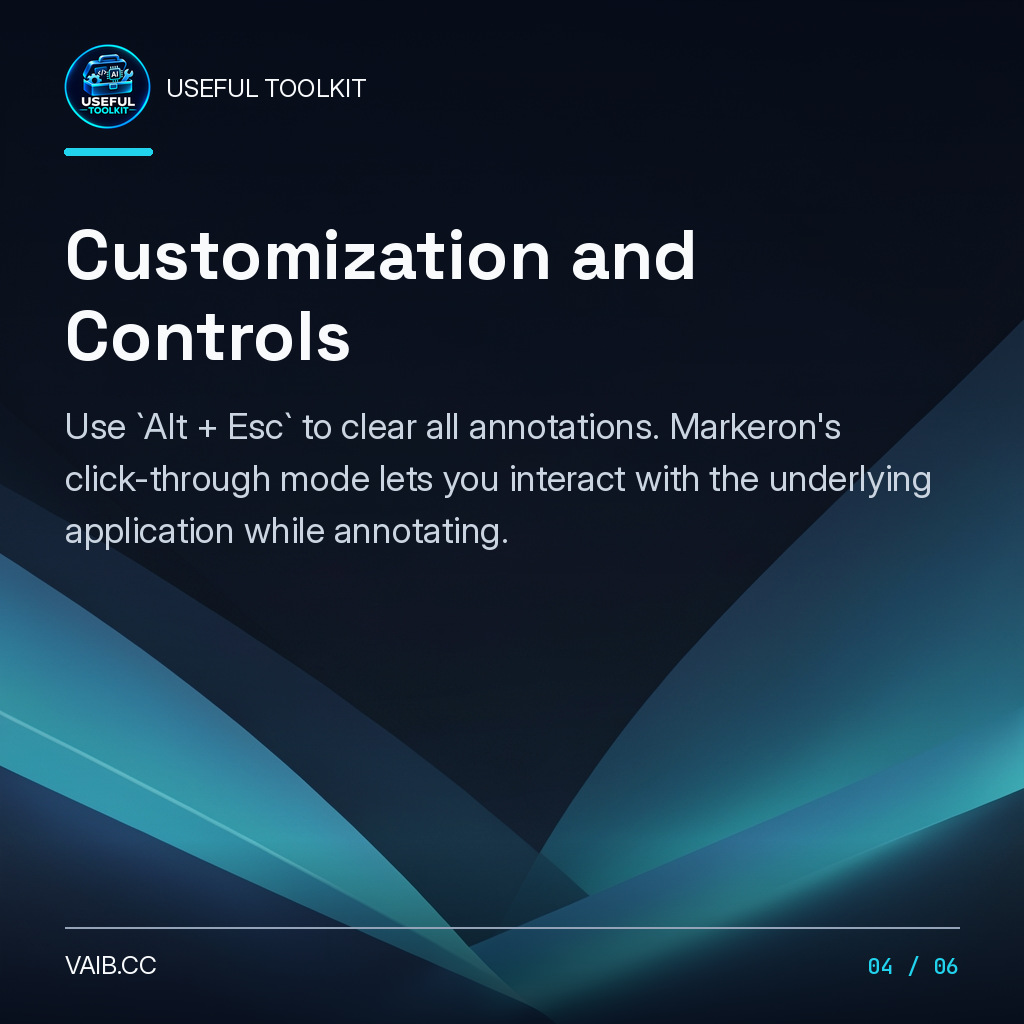 AI
USEFUL
TOOLKIT
USEFUL TOOLKIT
Customization and
Controls
Use `Alt + Esc` to clear all annotations. Markeron's
click-through mode lets you interact with the underlying
application while annotating.
VAIB.CC
04 / 06